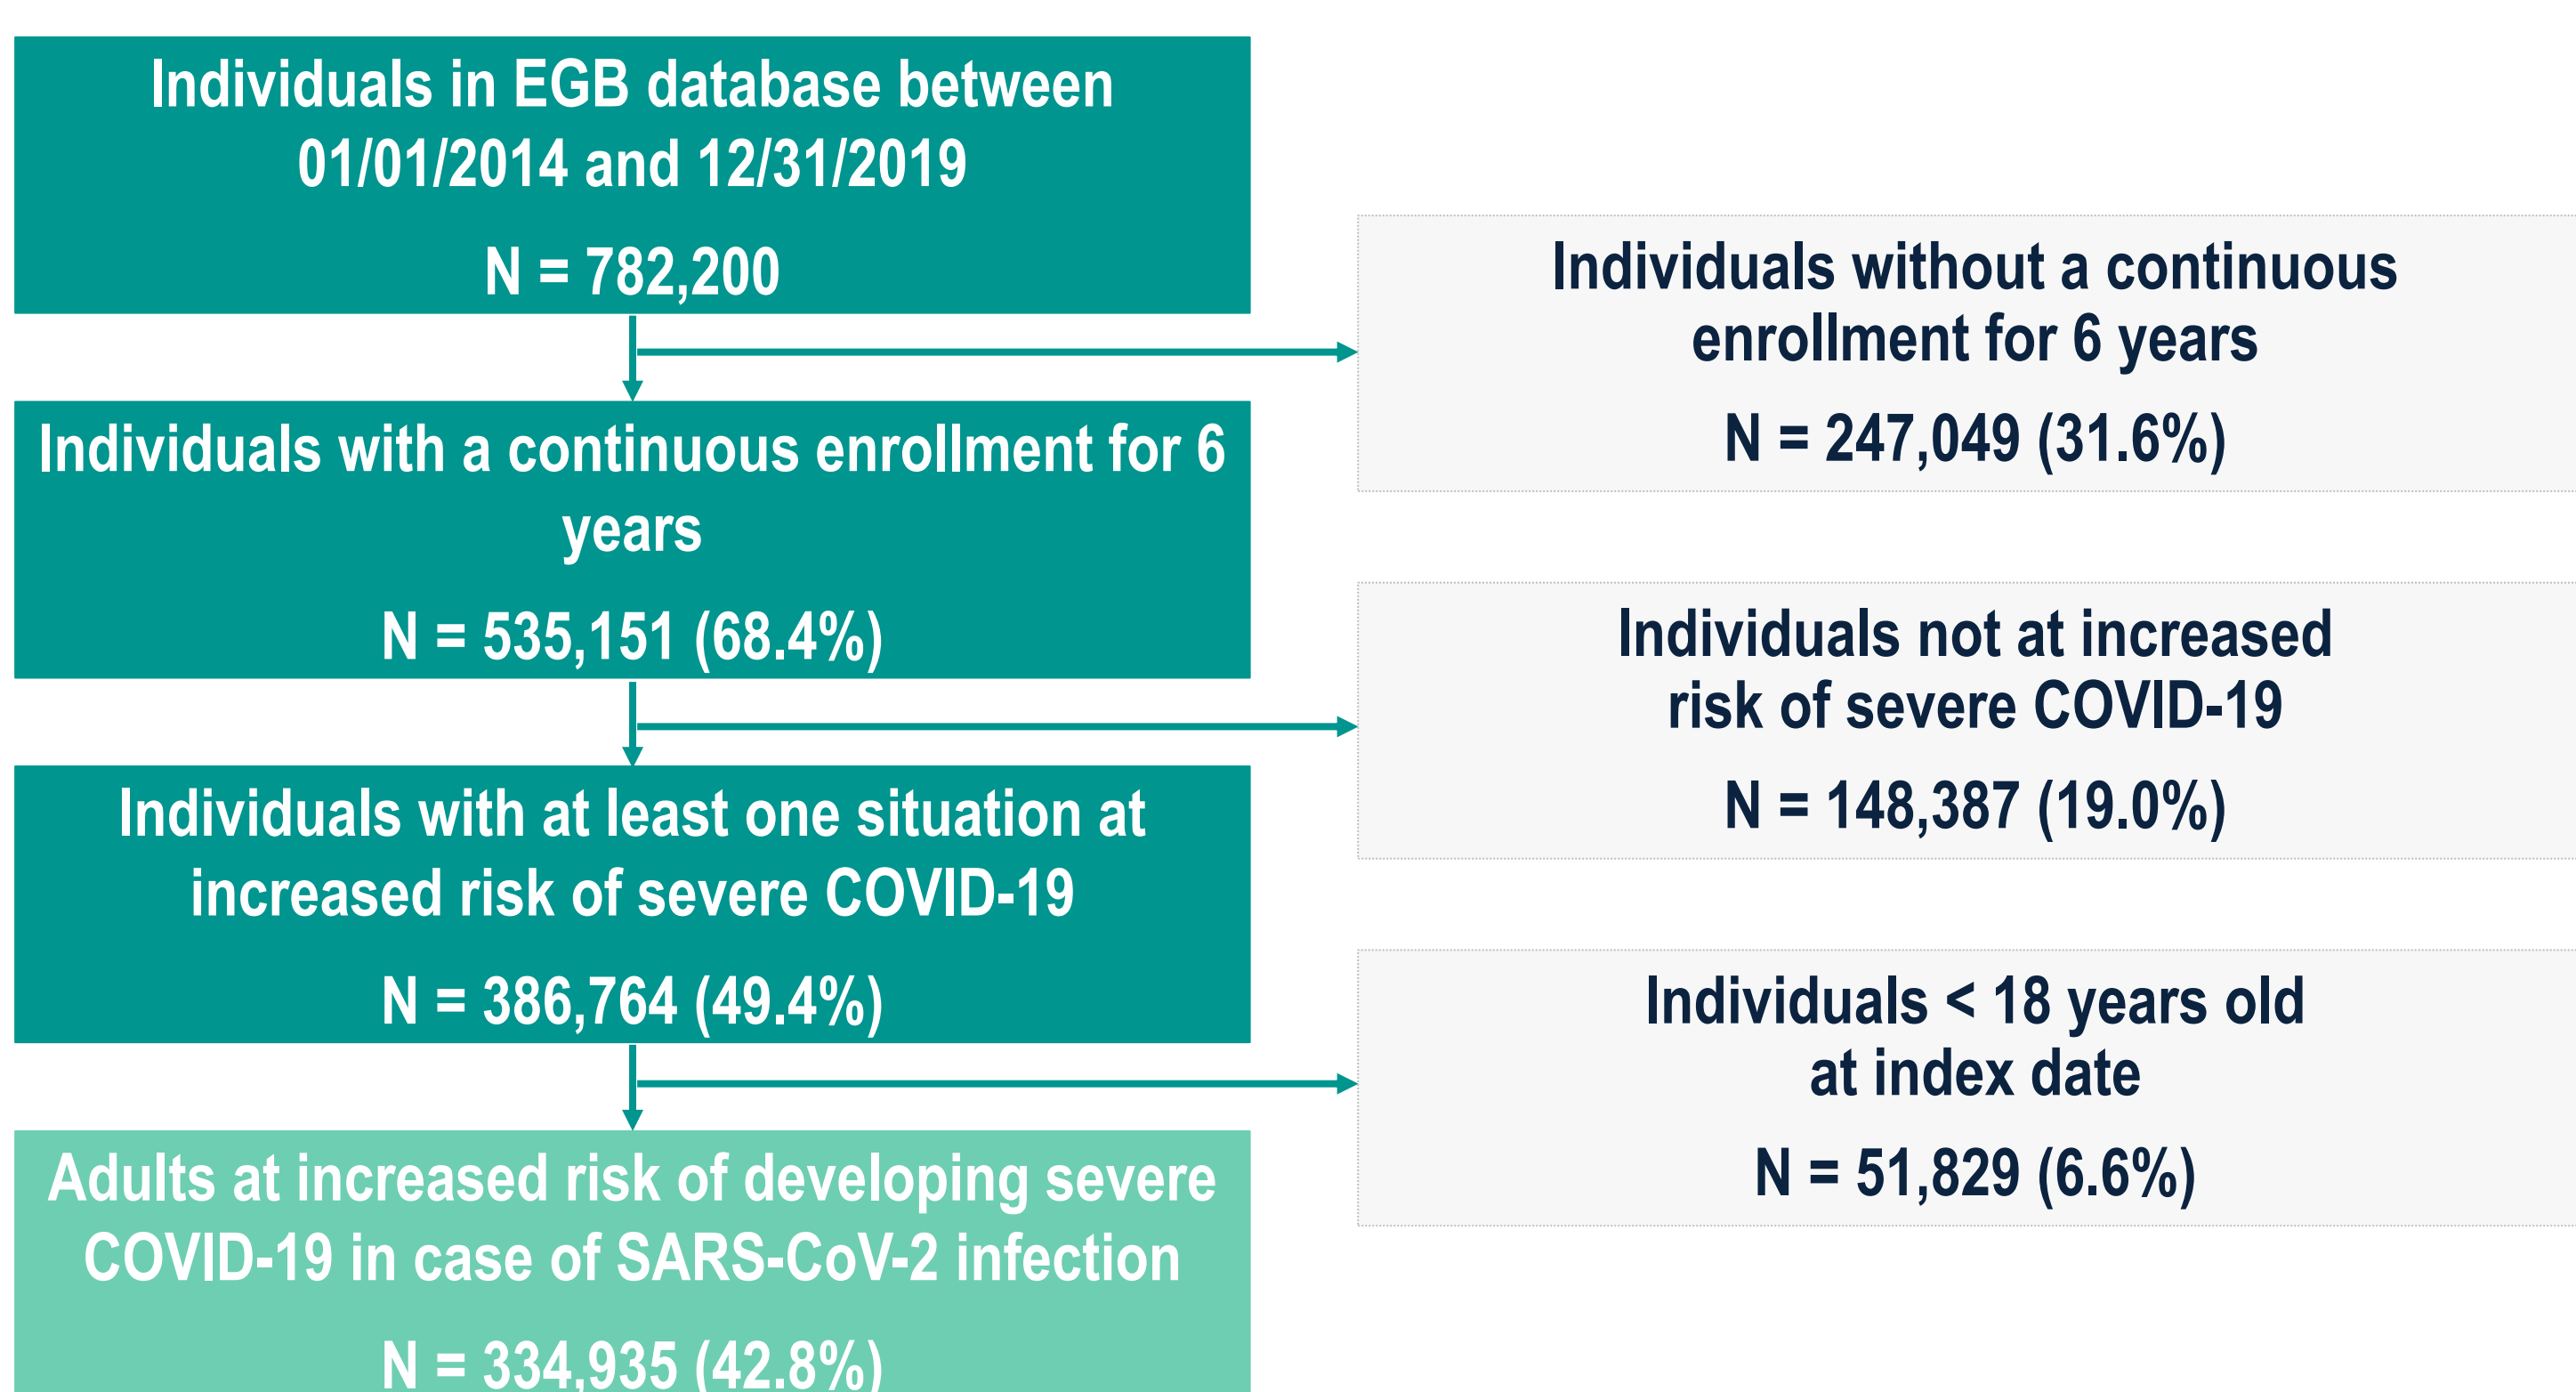 Individuals in EGB database between
01/01/2014 and 12/31/2019
N = 782,200
Individuals without a continuous
enrollment for 6 years
N = 247,049 (31.6%)
Individuals with a continuous enrollment for 6
years
N = 535,151 (68.4%)
Individuals not at increased
risk of severe COVID-19
N = 148,387 (19.0%)
Individuals with at least one situation at
increased risk of severe COVID-19
N = 386,764 (49.4%)
Individuals < 18 years old
at index date
N = 51,829 (6.6%)
Adults at increased risk of developing severe
COVID-19 in case of SARS-CoV-2 infection
N = 334,935 (42.8%)